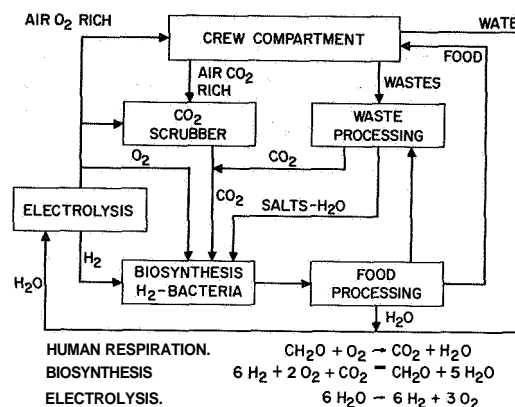 AIR O₂ RICH
CREW COMPARTMENT
FOOD
AIR CO₂
RICH
WASTES
CO₂
SCRUBBER
WASTE
PROCESSING
O₂
CO₂
CO₂
SALTS-H₂O
ELECTROLYSIS
H₂
H₂O
BIOSYNTHESIS
H₂-BACTERIA
FOOD
PROCESSING
H₂O
HUMAN RESPIRATION. CH₂O + O₂ → CO₂ + H₂O
BIOSYNTHESIS 6 H₂ + 2 O₂ + CO₂ = CH₂O + 5 H₂O
ELECTROLYSIS. 6 H₂O → 6 H₂ + 3 O₂